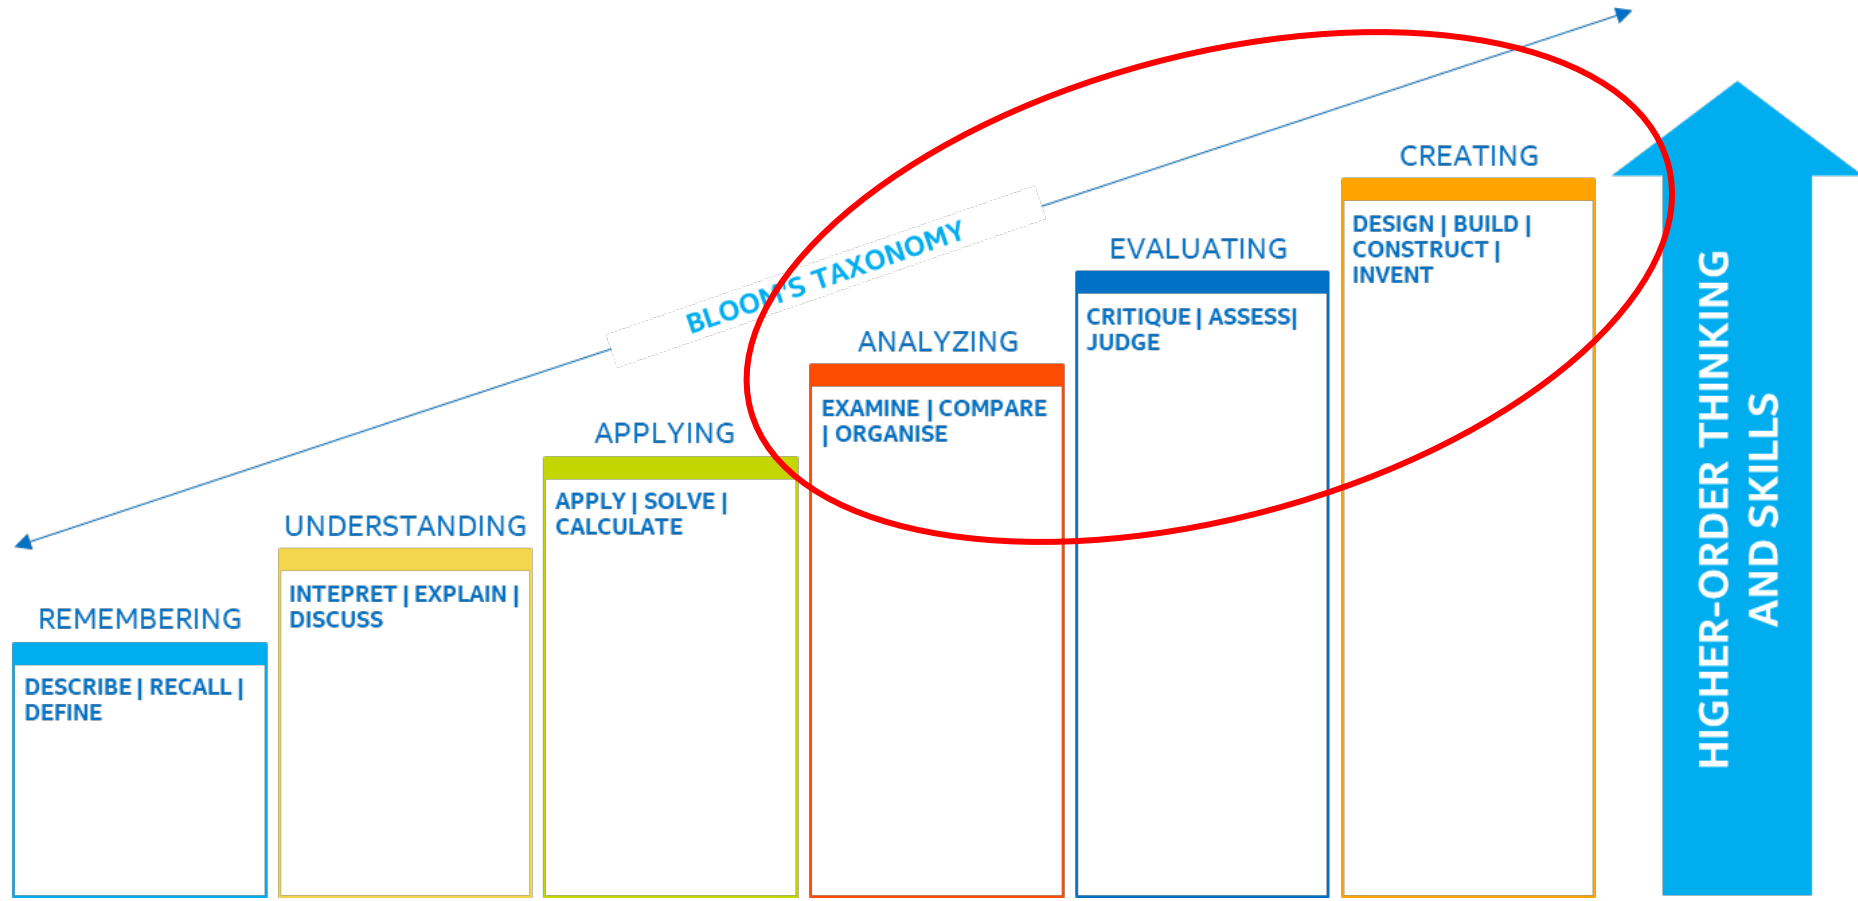 BLOOM'S TAXONOMY
REMEMBERING
DESCRIBE | RECALL |
DEFINE
UNDERSTANDING
INTEPRET | EXPLAIN |
DISCUSS
APPLYING
APPLY | SOLVE |
CALCULATE
ANALYZING
EXAMINE | COMPARE
| ORGANISE
EVALUATING
CRITIQUE | ASSESS|
JUDGE
CREATING
DESIGN | BUILD |
CONSTRUCT |
INVENT
HIGHER-ORDER THINKING
AND SKILLS